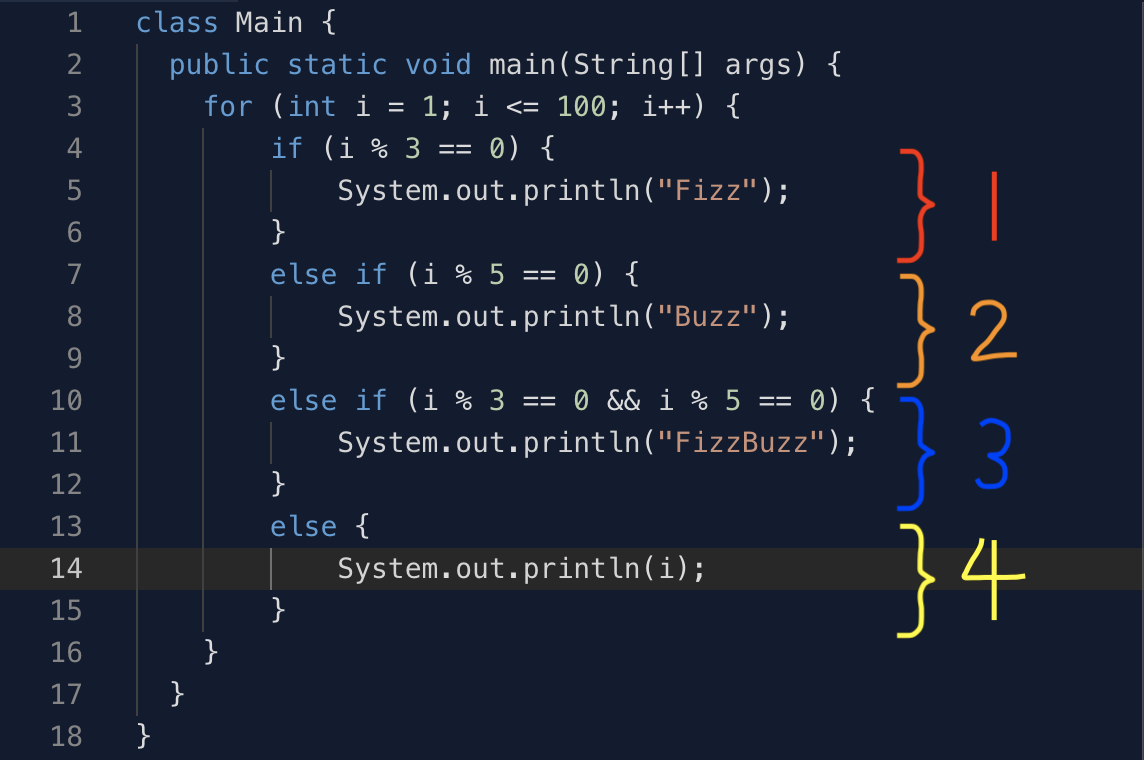 1 class Main {
2 public static void main(String[] args) {
3 for (int i = 1; i <= 100; i++) {
4 if (i % 3 == 0) {
5 System.out.println("Fizz");
6 }
7 else if (i % 5 == 0) {
8 System.out.println("Buzz");
9 }
10 else if (i % 3 == 0 && i % 5 == 0) {
11 System.out.println("FizzBuzz");
12 }
13 else {
14 System.out.println(i);
15 }
16 }
17 }
18 }
1
2
3
4